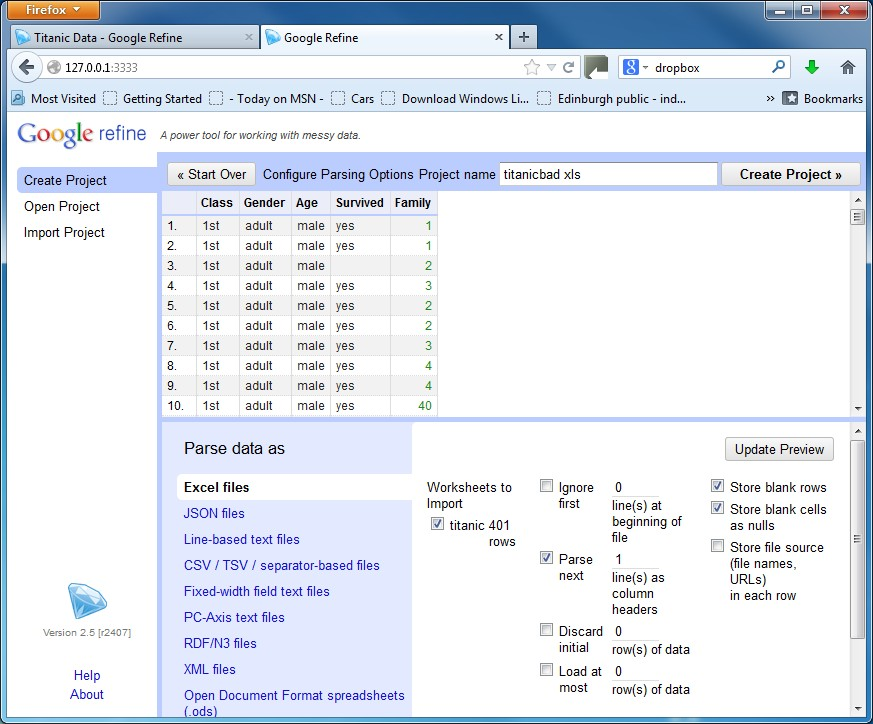 Firefox
Titanic Data - Google Refine
Google Refine
127.0.0.1:3333
dropbox
Most Visited Getting Started - Today on MSN - Cars Download Windows Li... Edinburgh public - ind... » Bookmarks
Google refine A power tool for working with messy data.
Create Project
Open Project
Import Project
« Start Over Configure Parsing Options Project name titanicbad xls Create Project »
Class Gender Age Survived Family
1. 1st adult male yes 1
2. 1st adult male yes 1
3. 1st adult male 2
4. 1st adult male yes 3
5. 1st adult male yes 2
6. 1st adult male yes 2
7. 1st adult male yes 3
8. 1st adult male yes 4
9. 1st adult male yes 4
10. 1st adult male yes 40
Parse data as
Excel files
JSON files
Line-based text files
CSV / TSV / separator-based files
Fixed-width field text files
PC-Axis text files
RDF/N3 files
XML files
Open Document Format spreadsheets
(.ods)
Update Preview
Worksheets to
Import
titanic 401
rows
Ignore
first
0
line(s) at
beginning of
file
Parse
next
1
line(s) as
column
headers
Discard
initial
0
row(s) of data
Load at
most
0
row(s) of data
Store blank rows
Store blank cells
as nulls
Store file source
(file names,
URLs)
in each row
Version 2.5 [r2407]
Help
About